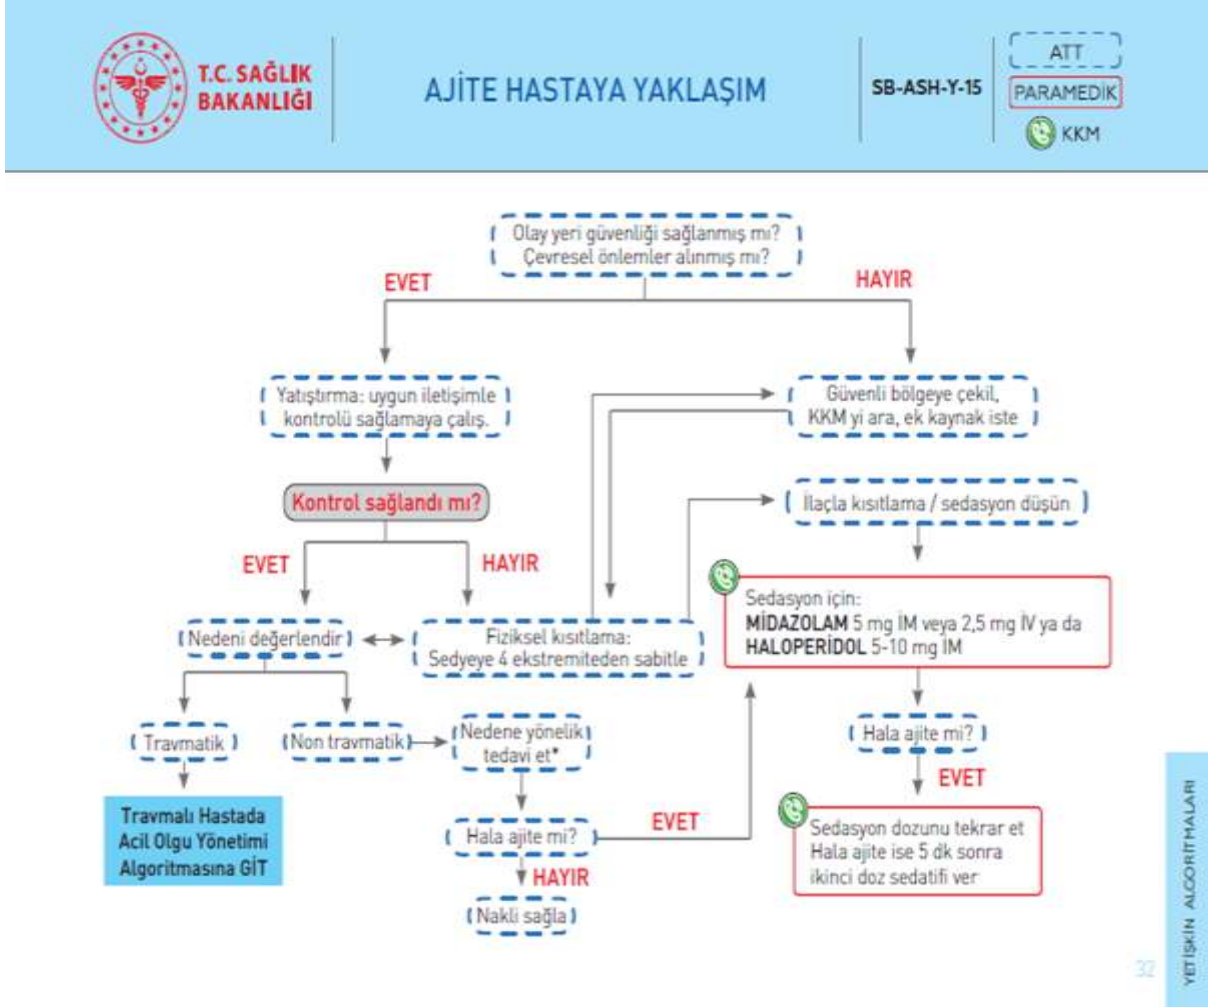 T.C. SAĞLIK
BAKANLIĞI
AJİTE HASTAYA YAKLAŞIM
SB-ASH-Y-15
ATT
PARAMEDİK
KKM
Olay yeri güvenliği sağlanmış mı?
Çevresel önlemler alınmış mı?
EVET
HAYIR
Yatıştırma: uygun iletişimle
kontrolü sağlamaya çalış.
Güvenli bölgeye çekil,
KKM yi ara, ek kaynak iste
Kontrol sağlandı mı?
İlaçla kısıtlama / sedasyon düşün
EVET
HAYIR
Sedasyon için:
MİDAZOLAM 5 mg İM veya 2,5 mg İV ya da
HALOPERİDOL 5-10 mg İM
Nedeni değerlendir
Fiziksel kısıtlama:
Sedyeye 4 ekstremiteden sabitle
Travmatik
Non travmatik
Nedene yönelik
tedavi et*
Hala ajite mi?
EVET
Travmalı Hastada
Acil Olgu Yönetimi
Algoritmasına GİT
Hala ajite mi?
EVET
HAYIR
Nakli sağla
Sedasyon dozunu tekrar et
Hala ajite ise 5 dk sonra
ikinci doz sedatifi ver
YETİŞKİN ALGORİTMALARI
32